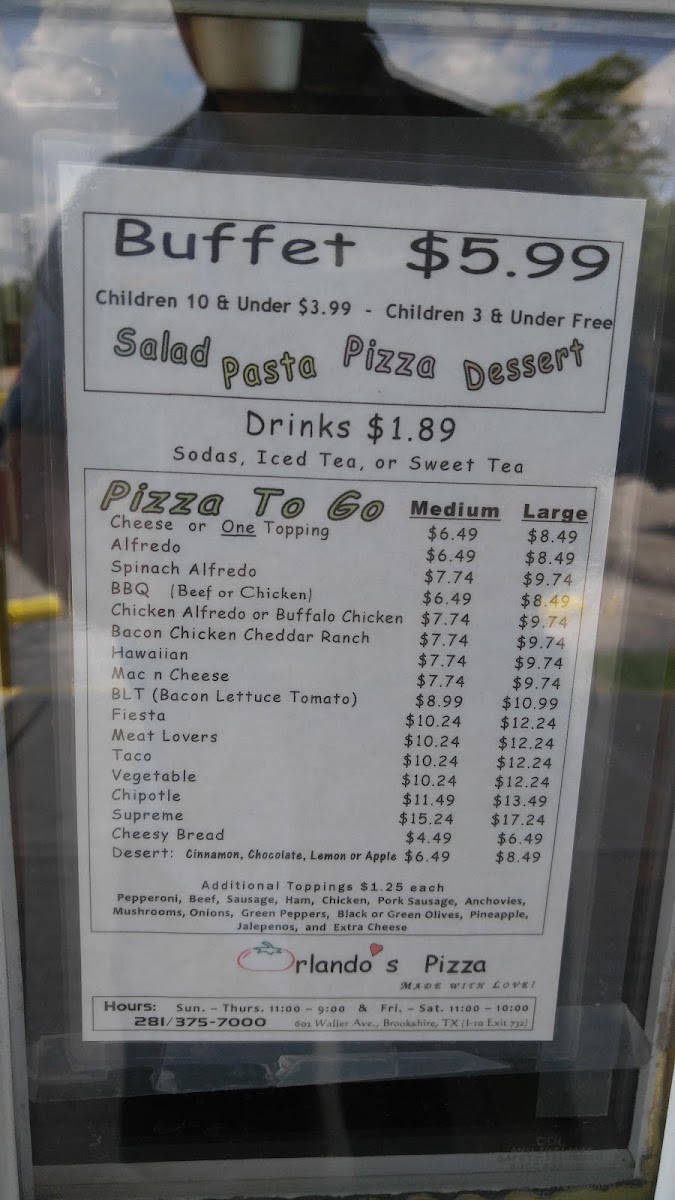 Buffet $5.99
Children 10 & Under $3.99 - Children 3 & Under Free
Salad Pasta Pizza Dessert
Drinks $1.89
Sodas, Iced Tea, or Sweet Tea
Pizza To Go Medium Large
Cheese or One Topping $6.49 $8.49
Alfredo $6.49 $8.49
Spinach Alfredo $7.74 $9.74
BBQ (Beef or Chicken) $6.49 $8.49
Chicken Alfredo or Buffalo Chicken $7.74 $9.74
Bacon Chicken Cheddar Ranch $7.74 $9.74
Hawaiian $7.74 $9.74
Mac n Cheese $7.74 $9.74
BLT (Bacon Lettuce Tomato) $8.99 $10.99
Fiesta $10.24 $12.24
Meat Lovers $10.24 $12.24
Taco $10.24 $12.24
Vegetable $10.24 $12.24
Chipotle $11.49 $13.49
Supreme $15.24 $17.24
Cheesy Bread $4.49 $6.49
Desert: Cinnamon, Chocolate, Lemon or Apple $6.49 $8.49
Additional Toppings $1.25 each
Pepperoni, Beef, Sausage, Ham, Chicken, Pork Sausage, Anchovies,
Mushrooms, Onions, Green Peppers, Black or Green Olives, Pineapple,
Jalepenos, and Extra Cheese
Orlando's Pizza
MADE WITH LOVE!
Hours: Sun. - Thurs. 11:00 - 9:00 & Fri. - Sat. 11:00 - 10:00
281/375-7000 601 Waller Ave., Brookshire, TX (I-10 Exit 732)